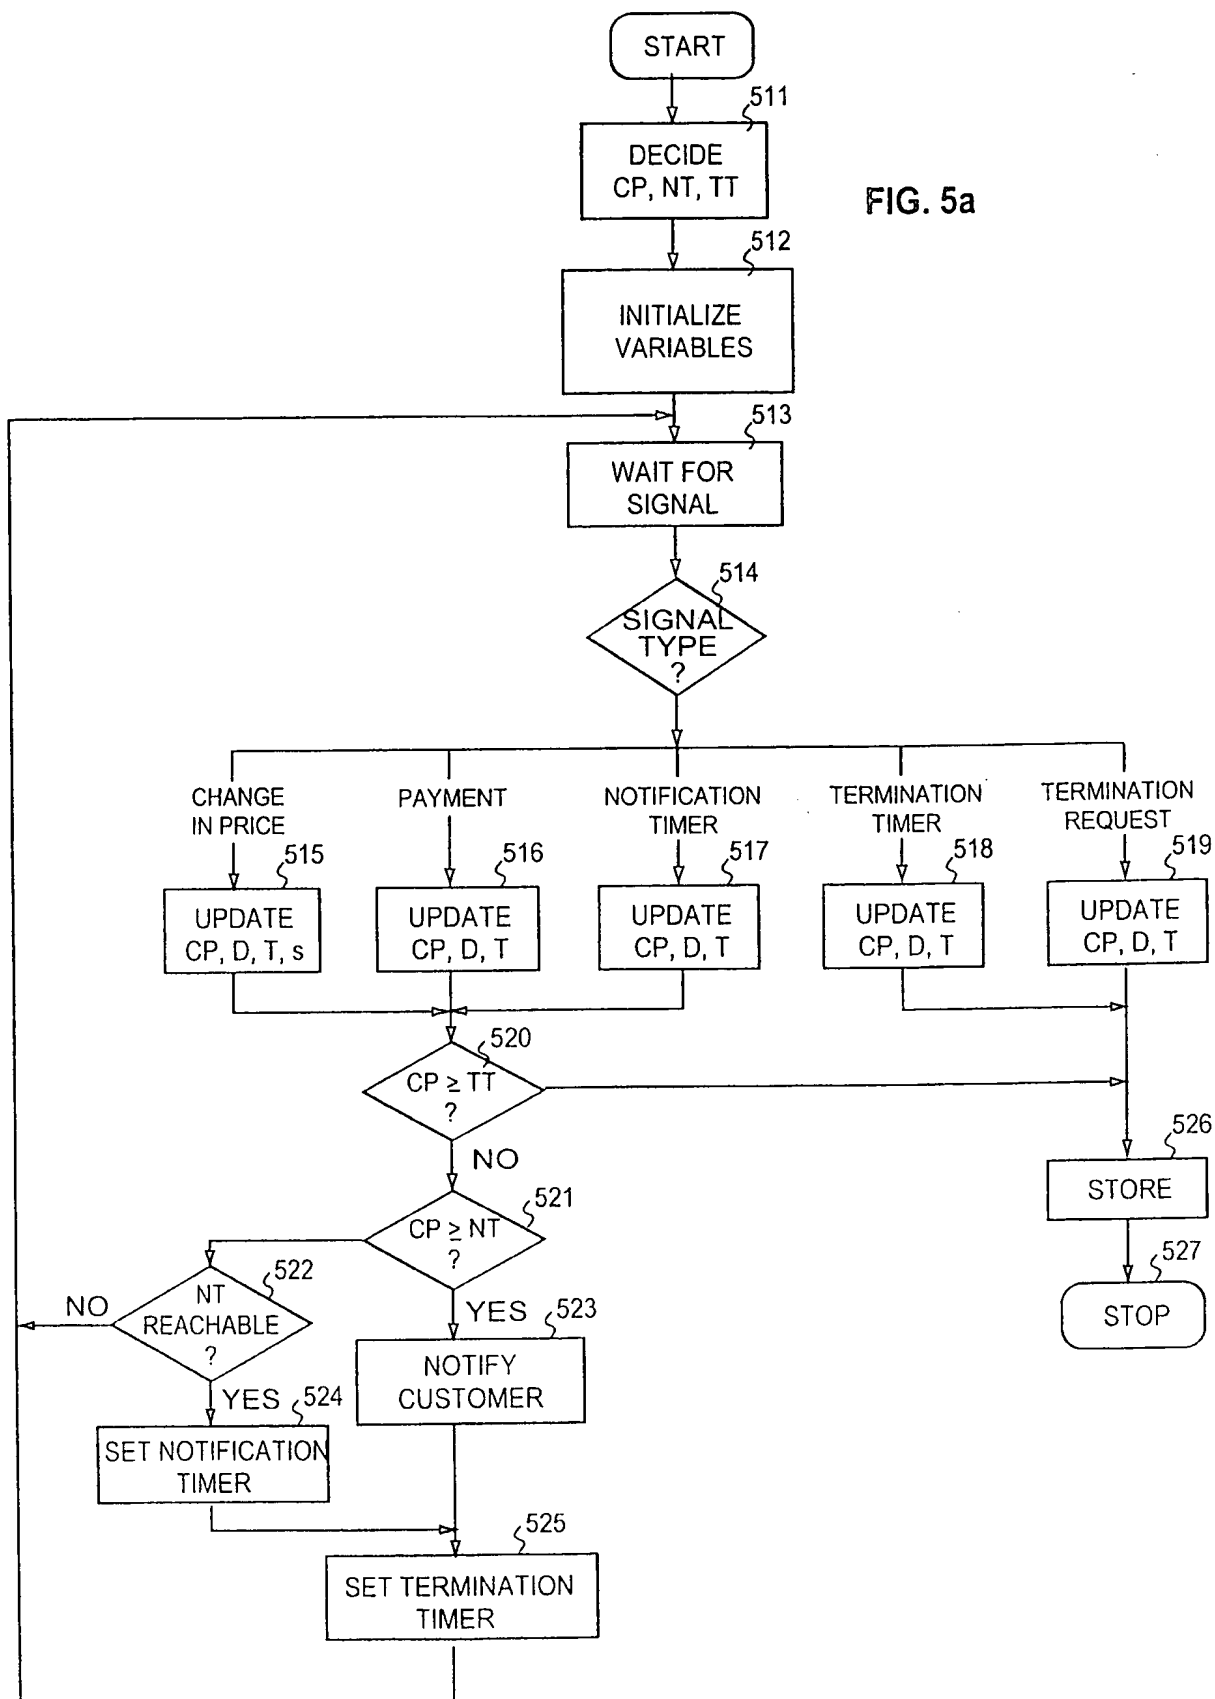 START
511
DECIDE
CP, NT, TT
FIG. 5a
512
INITIALIZE
VARIABLES
513
WAIT FOR
SIGNAL
514
SIGNAL
TYPE
?
CHANGE
IN PRICE
PAYMENT
NOTIFICATION
TIMER
TERMINATION
TIMER
TERMINATION
REQUEST
515
516
517
518
519
UPDATE
CP, D, T, s
UPDATE
CP, D, T
UPDATE
CP, D, T
UPDATE
CP, D, T
UPDATE
CP, D, T
520
CP ≥ TT
?
NO
526
STORE
521
CP ≥ NT
?
527
STOP
522
NT
REACHABLE
?
NO
YES
523
NOTIFY
CUSTOMER
YES
524
SET NOTIFICATION
TIMER
525
SET TERMINATION
TIMER